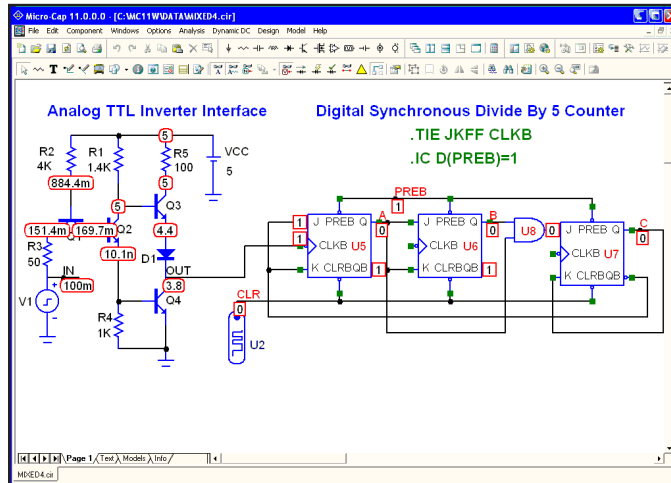 Micro-Cap 11.0.0.0 - [C:\MC11W\DATA\MIXED4.cir]
File Edit Component Windows Options Analysis Dynamic DC Design Model Help
Analog TTL Inverter Interface
Digital Synchronous Divide By 5 Counter
.TIE JKFF CLKB
.IC D(PREB)=1
R2
4K
R1
1.4K
5
R5
100
VCC
5
884.4m
5
5
Q3
151.4m
169.7m
Q2
4.4
R3
50
10.1n
D1
IN
100m
OUT
3.8
V1
Q4
R4
1K
CLR
0
U2
PREB
1
1
J PREB Q
A
0
1
CLKB U5
K CLRBQB
1
J PREB Q
B
0
CLKB U6
K CLRBQB
1
U8
0
J PREB Q
C
0
CLKB U7
K CLRBQB
Page 1 Text Models Info
MIXED4.cir